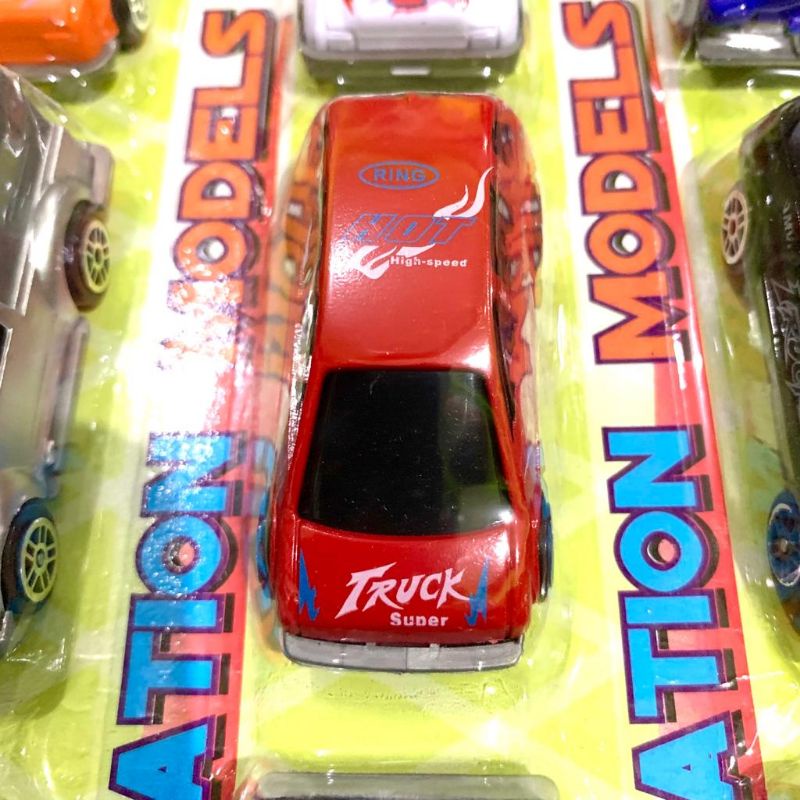 RING
HOT
High-speed
TRUCK
Super
ATION MODELS
ATION MODELS